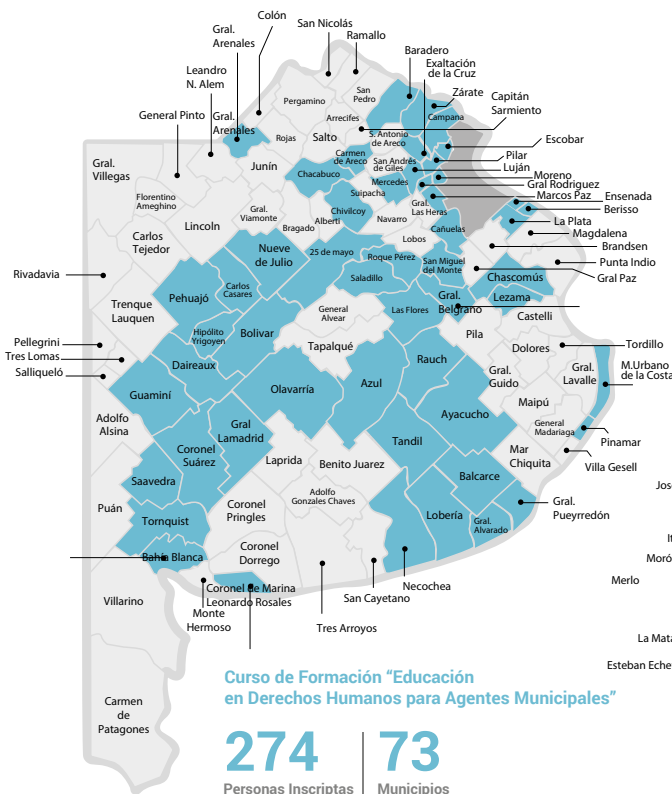 Colón
San Nicolás
Ramallo
Gral.
Arenales
Baradero
Exaltación
de la Cruz
Zárate
Leandro
N. Alem
Capitán
Sarmiento
General Pinto
Gral.
Arenales
Pergamino
San
Pedro
Campana
Arrecifes
Rojas
Salto
S. Antonio
de Areco
Escobar
Pilar
Luján
Moreno
Gral Rodriguez
Marcos Paz
Ensenada
Berisso
La Plata
Magdalena
Brandsen
Punta Indio
Gral Paz
Gral.
Villegas
Junín
Carmen
de Areco
San Andrés
de Giles
Chacabuco
Suipacha
Mercedes
Florentino
Ameghino
Lincoln
Gral.
Viamonte
Bragado
Alberti
Chivilcoy
Navarro
Gral.
Las Heras
Cañuelas
Lobos
Carlos
Tejedor
Nueve
de Julio
25 de mayo
Roque Pérez
San Miguel
del Monte
Chascomús
Rivadavia
Trenque
Lauquen
Pehuajó
Carlos
Casares
Saladillo
Lezama
Castelli
General
Alvear
Las Flores
Gral.
Belgrano
Pila
Pellegrini
Tres Lomas
Salliqueló
Hipólito
Yrigoyen
Bolivar
Tapalqué
Rauch
Dolores
Tordillo
Daireaux
Gral.
Guido
Gral.
Lavalle
M.Urbano
de la Costa
Guaminí
Olavarría
Azul
Ayacucho
Maipú
Adolfo
Alsina
Gral
Lamadrid
General
Madariaga
Pinamar
Tandil
Mar
Chiquita
Villa Gesell
Coronel
Suárez
Laprida
Benito Juarez
Saavedra
Balcarce
Puán
Adolfo
Gonzales Chaves
Gral.
Pueyrredón
Coronel
Pringles
Tornquist
Lobería
Gral.
Alvarado
Coronel
Dorrego
Bahía Blanca
Coronel de Marina
Leonardo Rosales
Necochea
San Cayetano
Villarino
Monte
Hermoso
Tres Arroyos
Carmen
de
Patagones
Jos
It
Moró
Merlo
La Mata
Esteban Eche
Curso de Formación “Educación
en Derechos Humanos para Agentes Municipales”
274 73
Personas Inscriptas Municipios